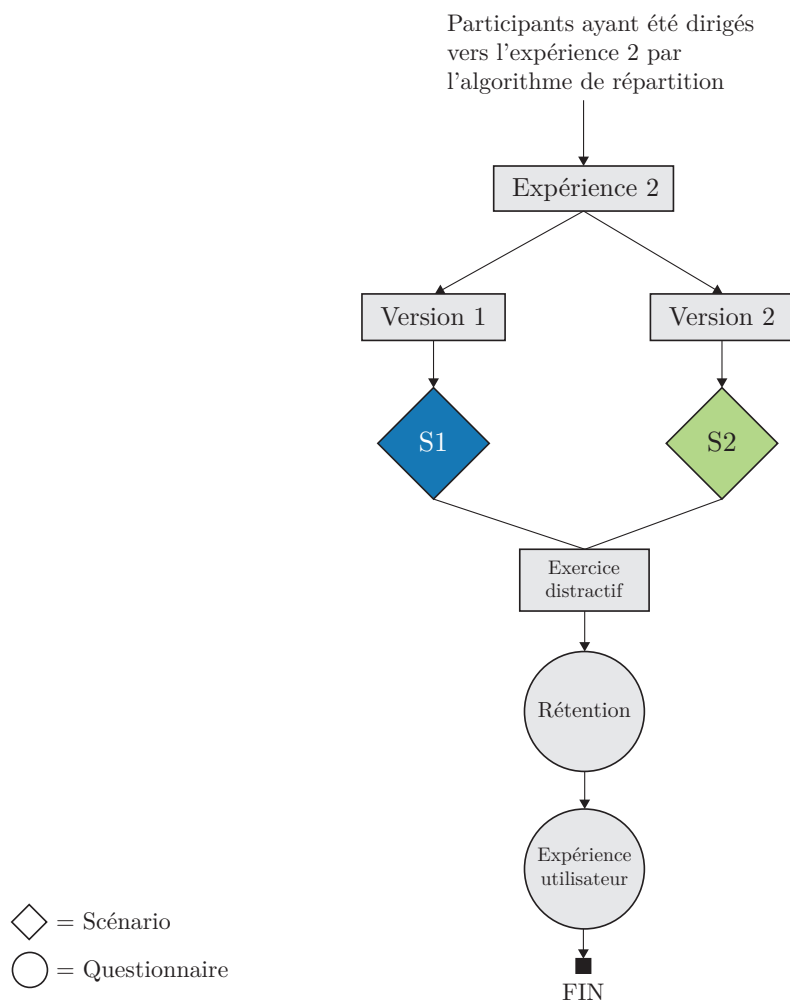 Participants ayant été dirigés
vers l'expérience 2 par
l'algorithme de répartition
Expérience 2
Version 1
Version 2
S1
S2
Exercice
distractif
Rétention
Expérience
utilisateur
= Scénario
= Questionnaire
FIN